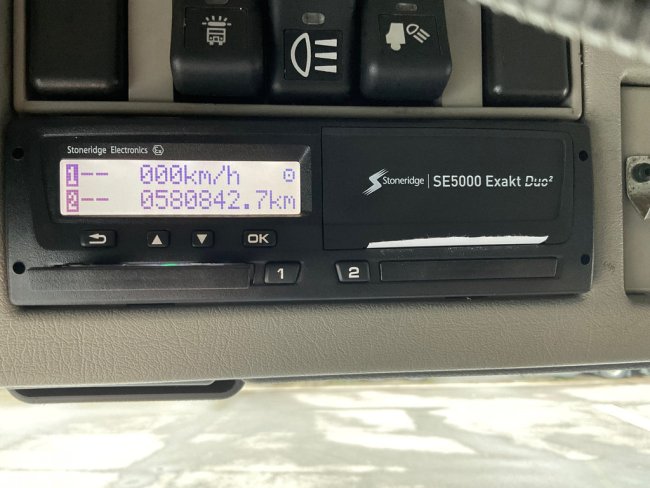 Stoneridge Electronics
1-- 000km/h
2-- 0580842.7km
Stoneridge | SE5000 Exakt Duo²
OK
1
2